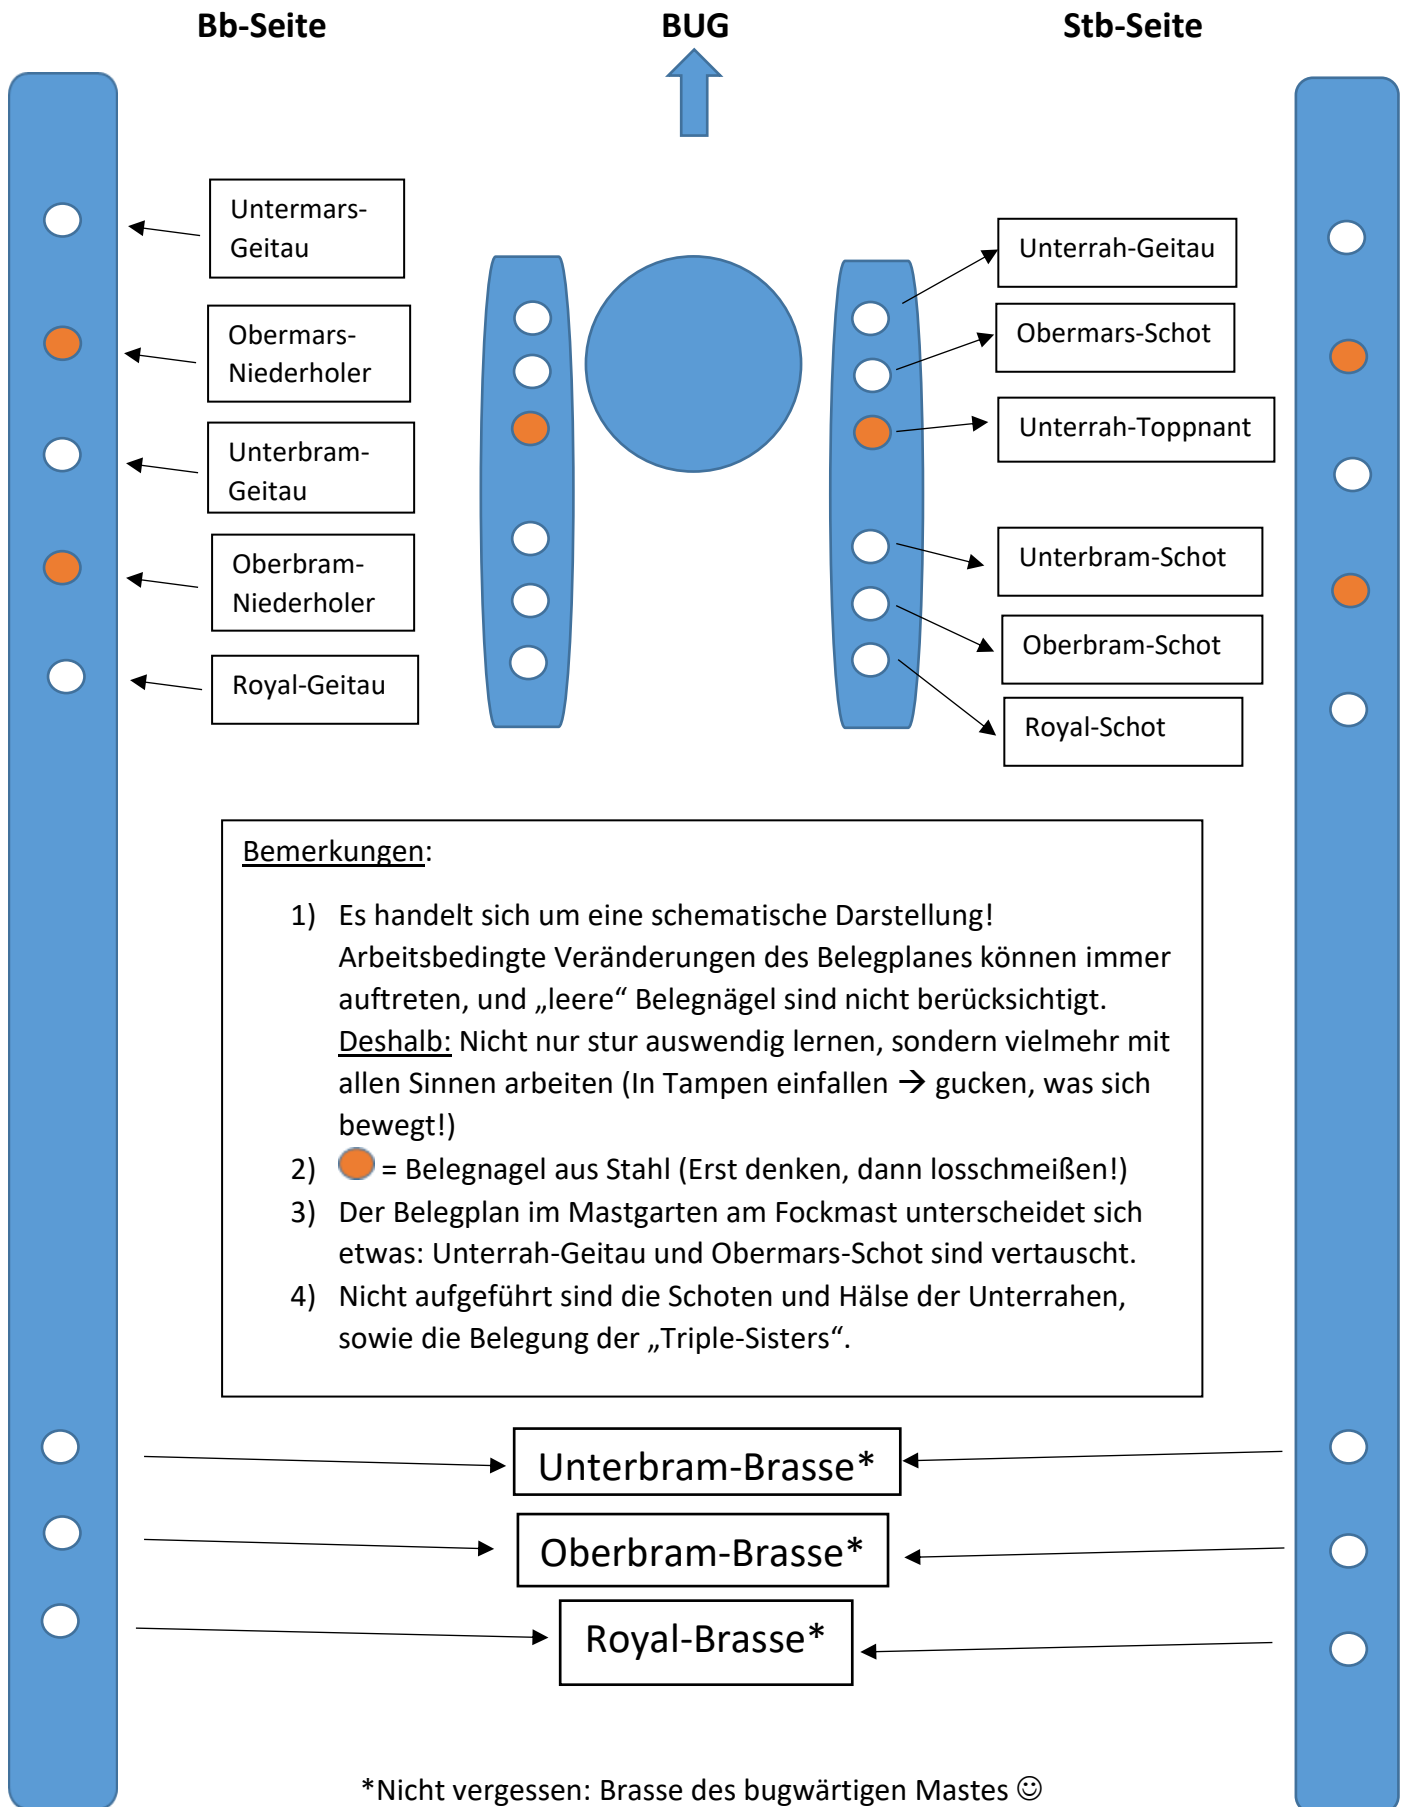 Bb-Seite
BUG
Stb-Seite
Untermars-
Geitau
Obermars-
Niederholer
Unterbram-
Geitau
Oberbram-
Niederholer
Royal-Geitau
Unterrah-Geitau
Obermars-Schot
Unterrah-Toppnant
Unterbram-Schot
Oberbram-Schot
Royal-Schot
Bemerkungen:
1) Es handelt sich um eine schematische Darstellung!
Arbeitsbedingte Veränderungen des Belegplanes können immer
auftreten, und „leere“ Belegnägel sind nicht berücksichtigt.
Deshalb: Nicht nur stur auswendig lernen, sondern vielmehr mit
allen Sinnen arbeiten (In Tampen einfallen → gucken, was sich
bewegt!)
2) = Belegnagel aus Stahl (Erst denken, dann losschmeißen!)
3) Der Belegplan im Mastgarten am Fockmast unterscheidet sich
etwas: Unterrah-Geitau und Obermars-Schot sind vertauscht.
4) Nicht aufgeführt sind die Schoten und Hälse der Unterrahen,
sowie die Belegung der „Triple-Sisters“.
Unterbram-Brasse*
Oberbram-Brasse*
Royal-Brasse*
*Nicht vergessen: Brasse des bugwärtigen Mastes ☺